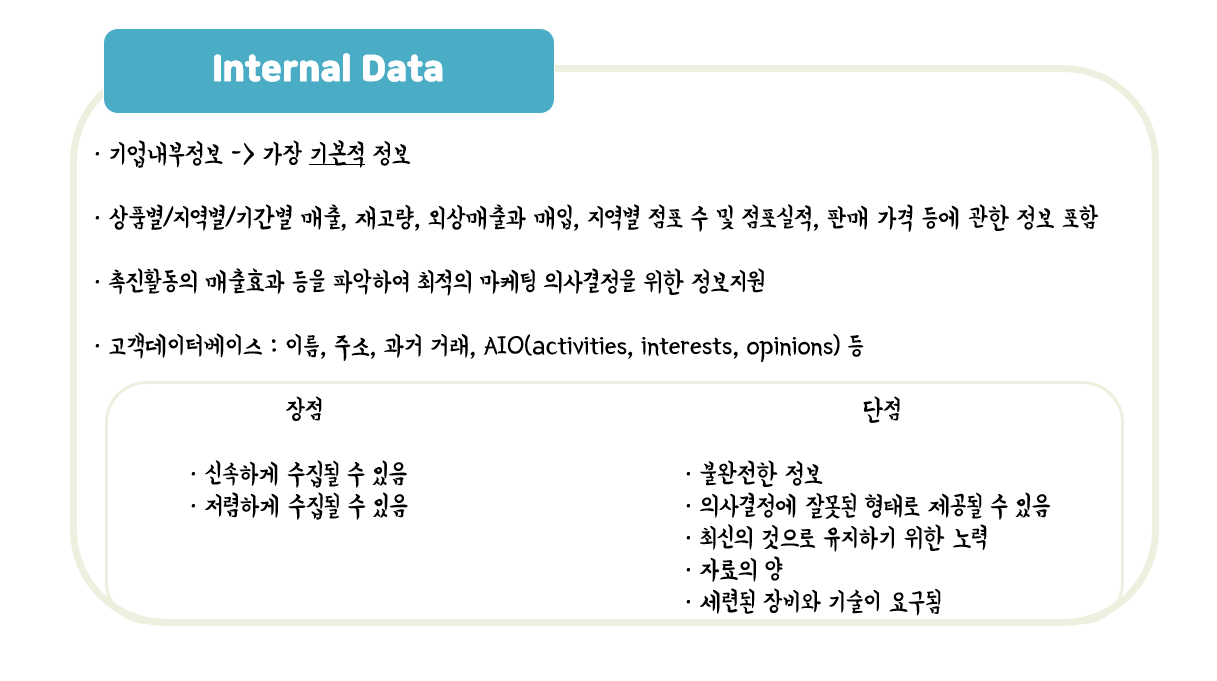 Internal Data
· 기업내부정보 -> 가장 기본적 정보
· 상품별/지역별/기간별 매출, 재고량, 외상매출과 매입, 지역별 점포 수 및 점포실적, 판매 가격 등에 관한 정보 포함
· 촉진활동의 매출효과 등을 파악하여 최적의 마케팅 의사결정을 위한 정보지원
· 고객데이터베이스 : 이름, 주소, 과거 거래, AIO(activities, interests, opinions) 등
장점
· 신속하게 수집될 수 있음
· 저렴하게 수집될 수 있음
단점
· 불완전한 정보
· 의사결정에 잘못된 형태로 제공될 수 있음
· 최신의 것으로 유지하기 위한 노력
· 자료의 양
· 세련된 장비와 기술이 요구됨